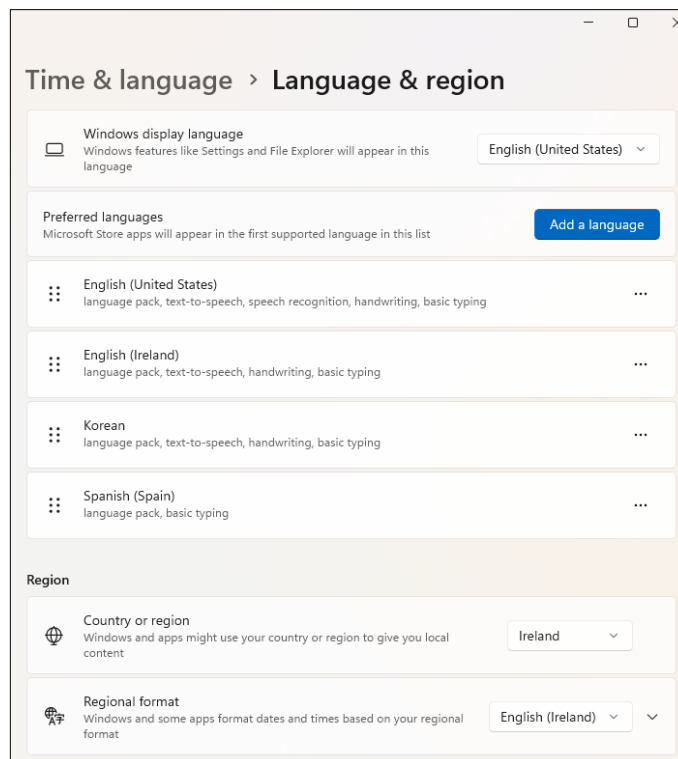 Time & language > Language & region
Windows display language
Windows features like Settings and File Explorer will appear in this
language
English (United States)
Preferred languages
Microsoft Store apps will appear in the first supported language in this list
Add a language
English (United States)
language pack, text-to-speech, speech recognition, handwriting, basic typing
English (Ireland)
language pack, text-to-speech, handwriting, basic typing
Korean
language pack, text-to-speech, handwriting, basic typing
Spanish (Spain)
language pack, basic typing
Region
Country or region
Windows and apps might use your country or region to give you local
content
Ireland
Regional format
Windows and some apps format dates and times based on your regional
format
English (Ireland)